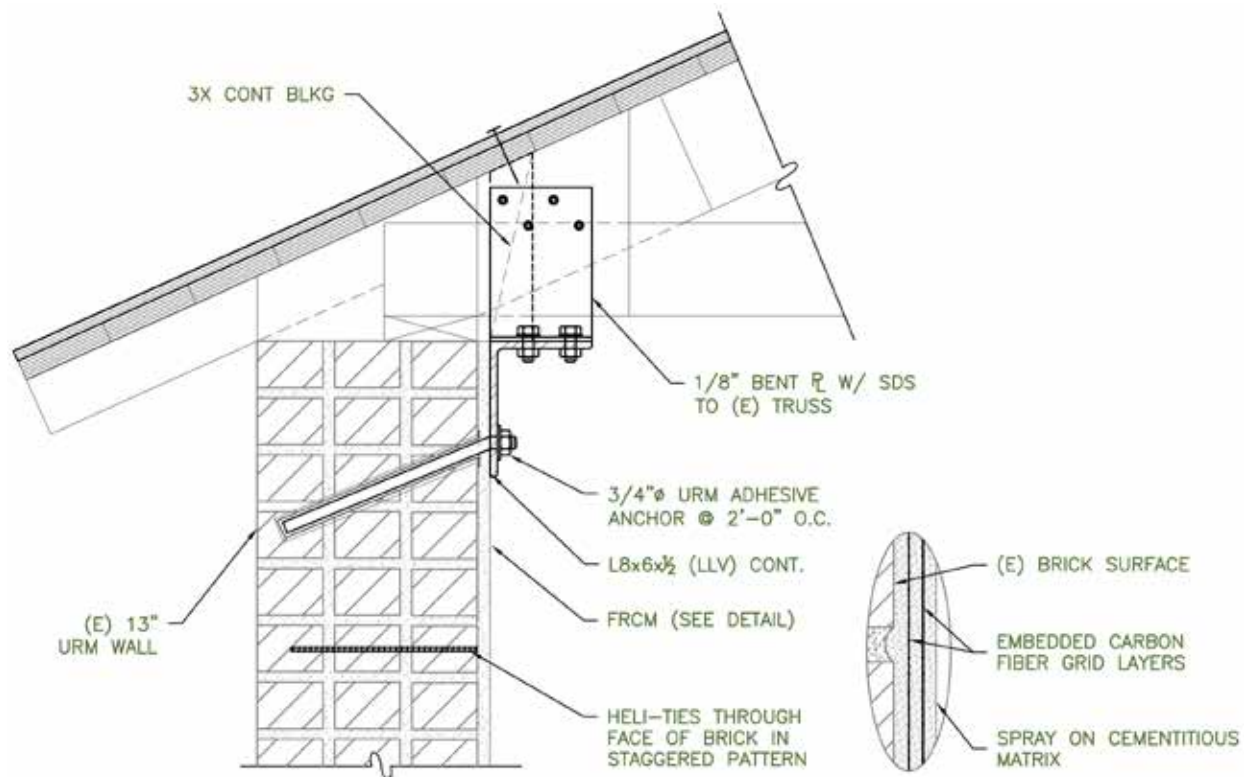 3X CONT BLKG
1/8" BENT ℄ W/ SDS
TO (E) TRUSS
3/4"ø URM ADHESIVE
ANCHOR @ 2'-0" O.C.
L8x6x½ (LLV) CONT.
(E) 13"
URM WALL
FRCM (SEE DETAIL)
HELI-TIES THROUGH
FACE OF BRICK IN
STAGGERED PATTERN
(E) BRICK SURFACE
EMBEDDED CARBON
FIBER GRID LAYERS
SPRAY ON CEMENTITIOUS
MATRIX